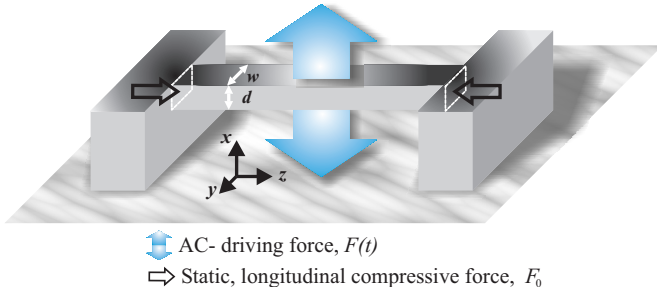 w
d
x
y
z
AC- driving force, F(t)
Static, longitudinal compressive force, F₀